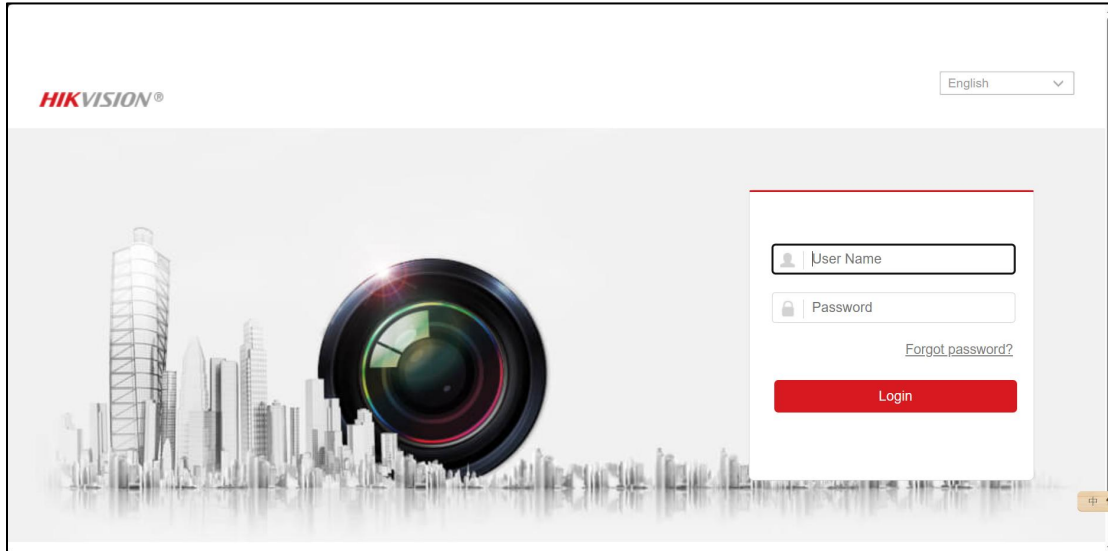 English
HIKVISION®
User Name
Password
Forgot password?
Login
中